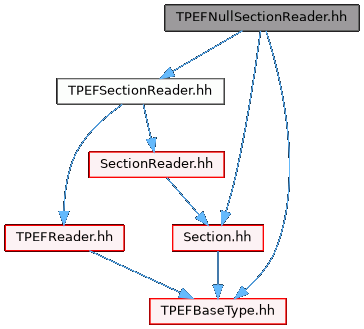 TPEFNullSectionReader.hh
TPEFSectionReader.hh
SectionReader.hh
TPEFReader.hh
Section.hh
TPEFBaseType.hh